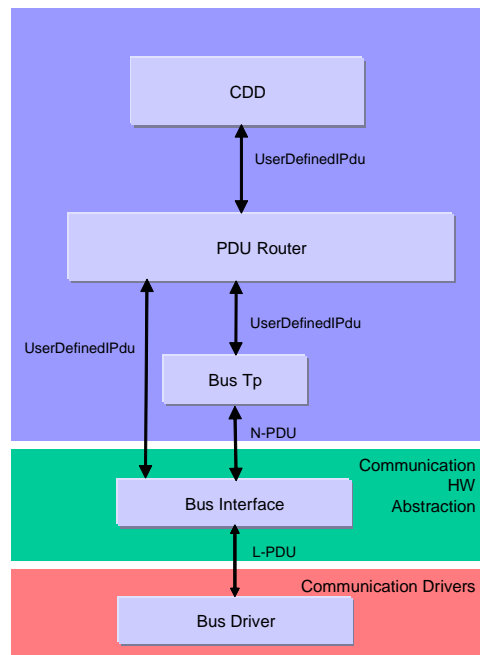 CDD
UserDefinedIPdu
PDU Router
UserDefinedIPdu
UserDefinedIPdu
Bus Tp
N-PDU
Communication
HW
Abstraction
Bus Interface
L-PDU
Communication Drivers
Bus Driver